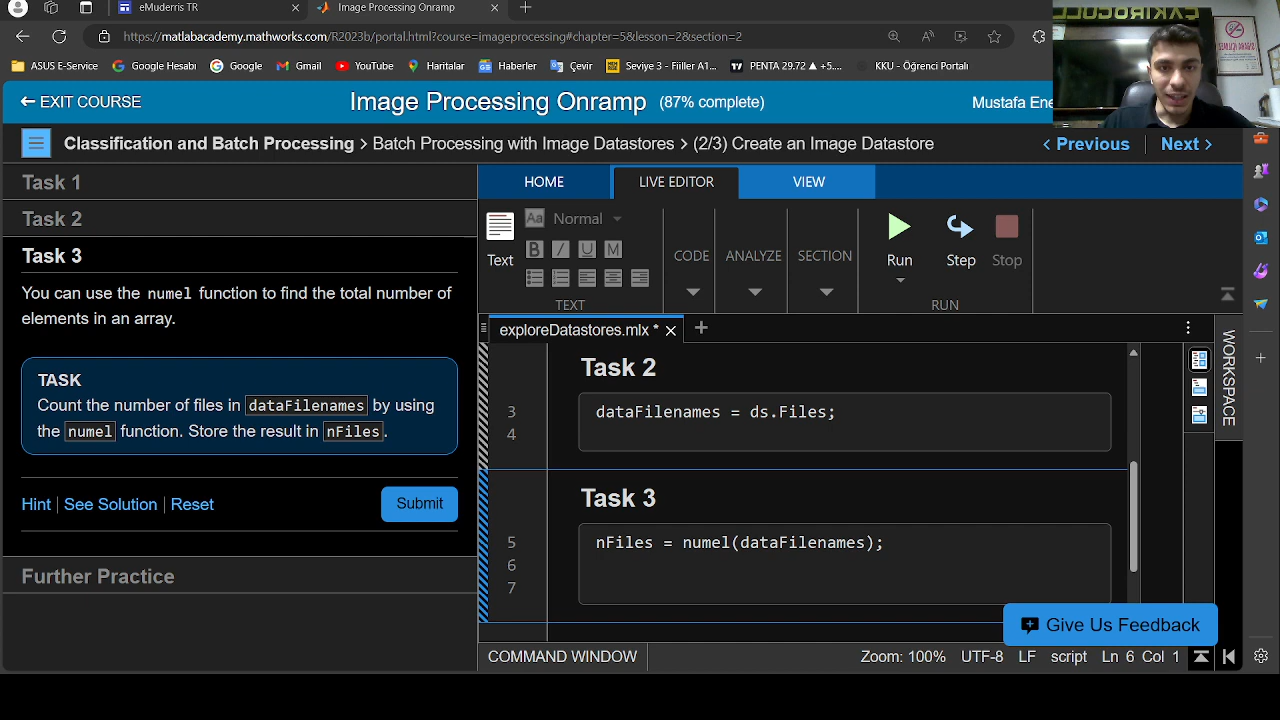 eMuderris TR
Image Processing Onramp
https://matlabacademy.mathworks.com/R2023b/portal.html?course=imageprocessing#chapter=5&lesson=2&section=2
ASUS E-Service
Google Hesabı
Google
Gmail
YouTube
Haritalar
Haberler
Çevir
Seviye 3 - Fiiller A1...
PENTA 29.72 ▲ +5....
KKU - Öğrenci Portalı
EXIT COURSE
Image Processing Onramp (87% complete)
Mustafa Ene
Classification and Batch Processing > Batch Processing with Image Datastores > (2/3) Create an Image Datastore
Previous
Next
Task 1
Task 2
Task 3
You can use the numel function to find the total number of
elements in an array.
TASK
Count the number of files in dataFilenames by using
the numel function. Store the result in nFiles.
Hint
See Solution
Reset
Submit
Further Practice
HOME
LIVE EDITOR
VIEW
Text
Aa Normal
B I U M
TEXT
CODE
ANALYZE
SECTION
Run
Step
Stop
RUN
exploreDatastores.mlx *
WORKSPACE
Task 2
3 dataFilenames = ds.Files;
4
Task 3
5 nFiles = numel(dataFilenames);
6
7
Give Us Feedback
COMMAND WINDOW
Zoom: 100%
UTF-8
LF
script
Ln 6 Col 1